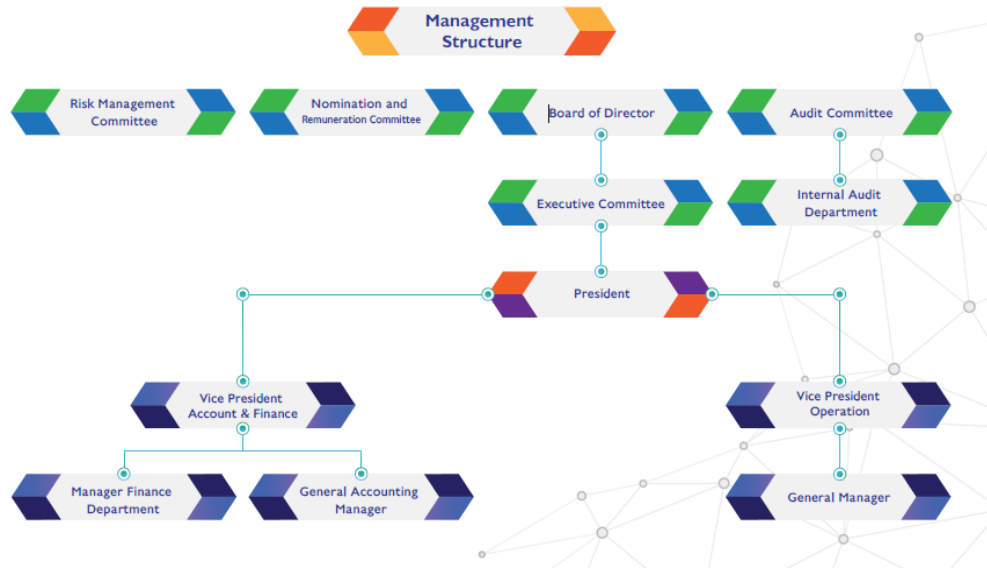 Management
Structure
Risk Management
Committee
Nomination and
Remuneration Committee
Board of Director
Audit Committee
Executive Committee
Internal Audit
Department
President
Vice President
Account & Finance
Vice President
Operation
Manager Finance
Department
General Accounting
Manager
General Manager